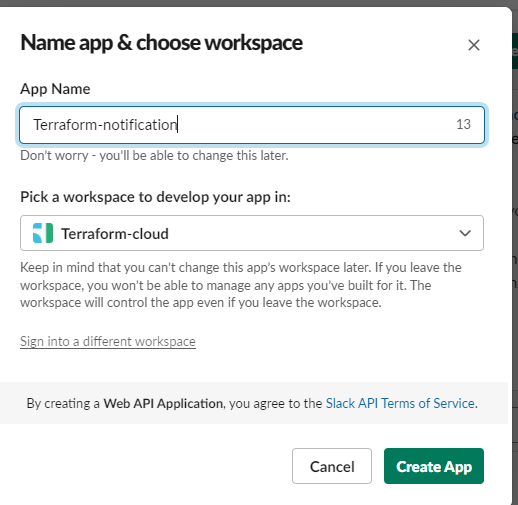 Name app & choose workspace
App Name
Terraform-notification
13
Don't worry - you'll be able to change this later.
Pick a workspace to develop your app in:
Terraform-cloud
Keep in mind that you can't change this app's workspace later. If you leave the
workspace, you won't be able to manage any apps you've built for it. The
workspace will control the app even if you leave the workspace.
Sign into a different workspace
By creating a Web API Application, you agree to the Slack API Terms of Service.
Cancel
Create App